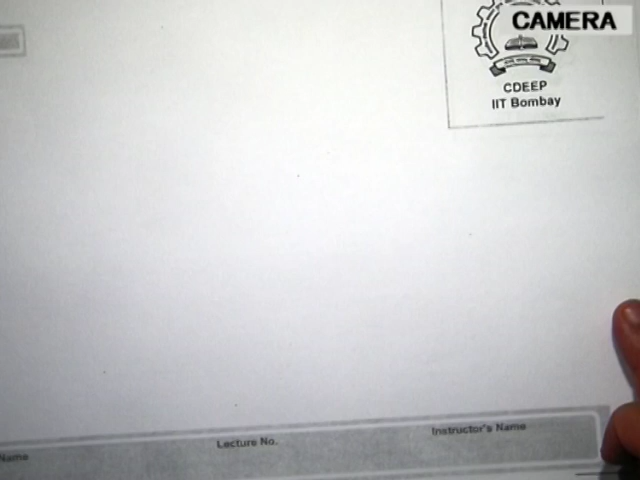 CAMERA
CDEEP
IIT Bombay
Instructor's Name
Lecture No.
Name